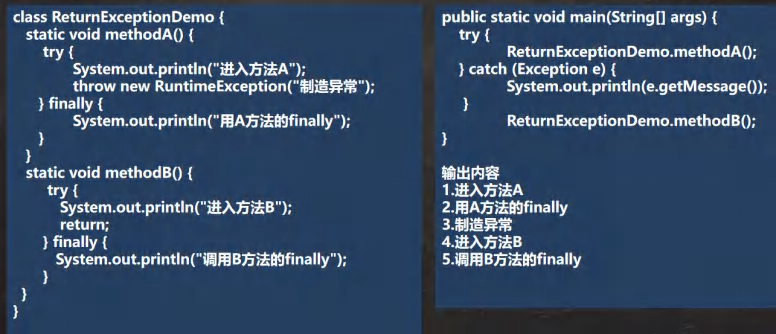 class ReturnExceptionDemo {
static void methodA() {
try {
System.out.println("进入方法A");
throw new RuntimeException("制造异常");
} finally {
System.out.println("用A方法的finally");
}
}
static void methodB() {
try {
System.out.println("进入方法B");
return;
} finally {
System.out.println("调用B方法的finally");
}
}
}
public static void main(String[] args) {
try {
ReturnExceptionDemo.methodA();
} catch (Exception e) {
System.out.println(e.getMessage());
}
ReturnExceptionDemo.methodB();
}
输出内容
1.进入方法A
2.用A方法的finally
3.制造异常
4.进入方法B
5.调用B方法的finally